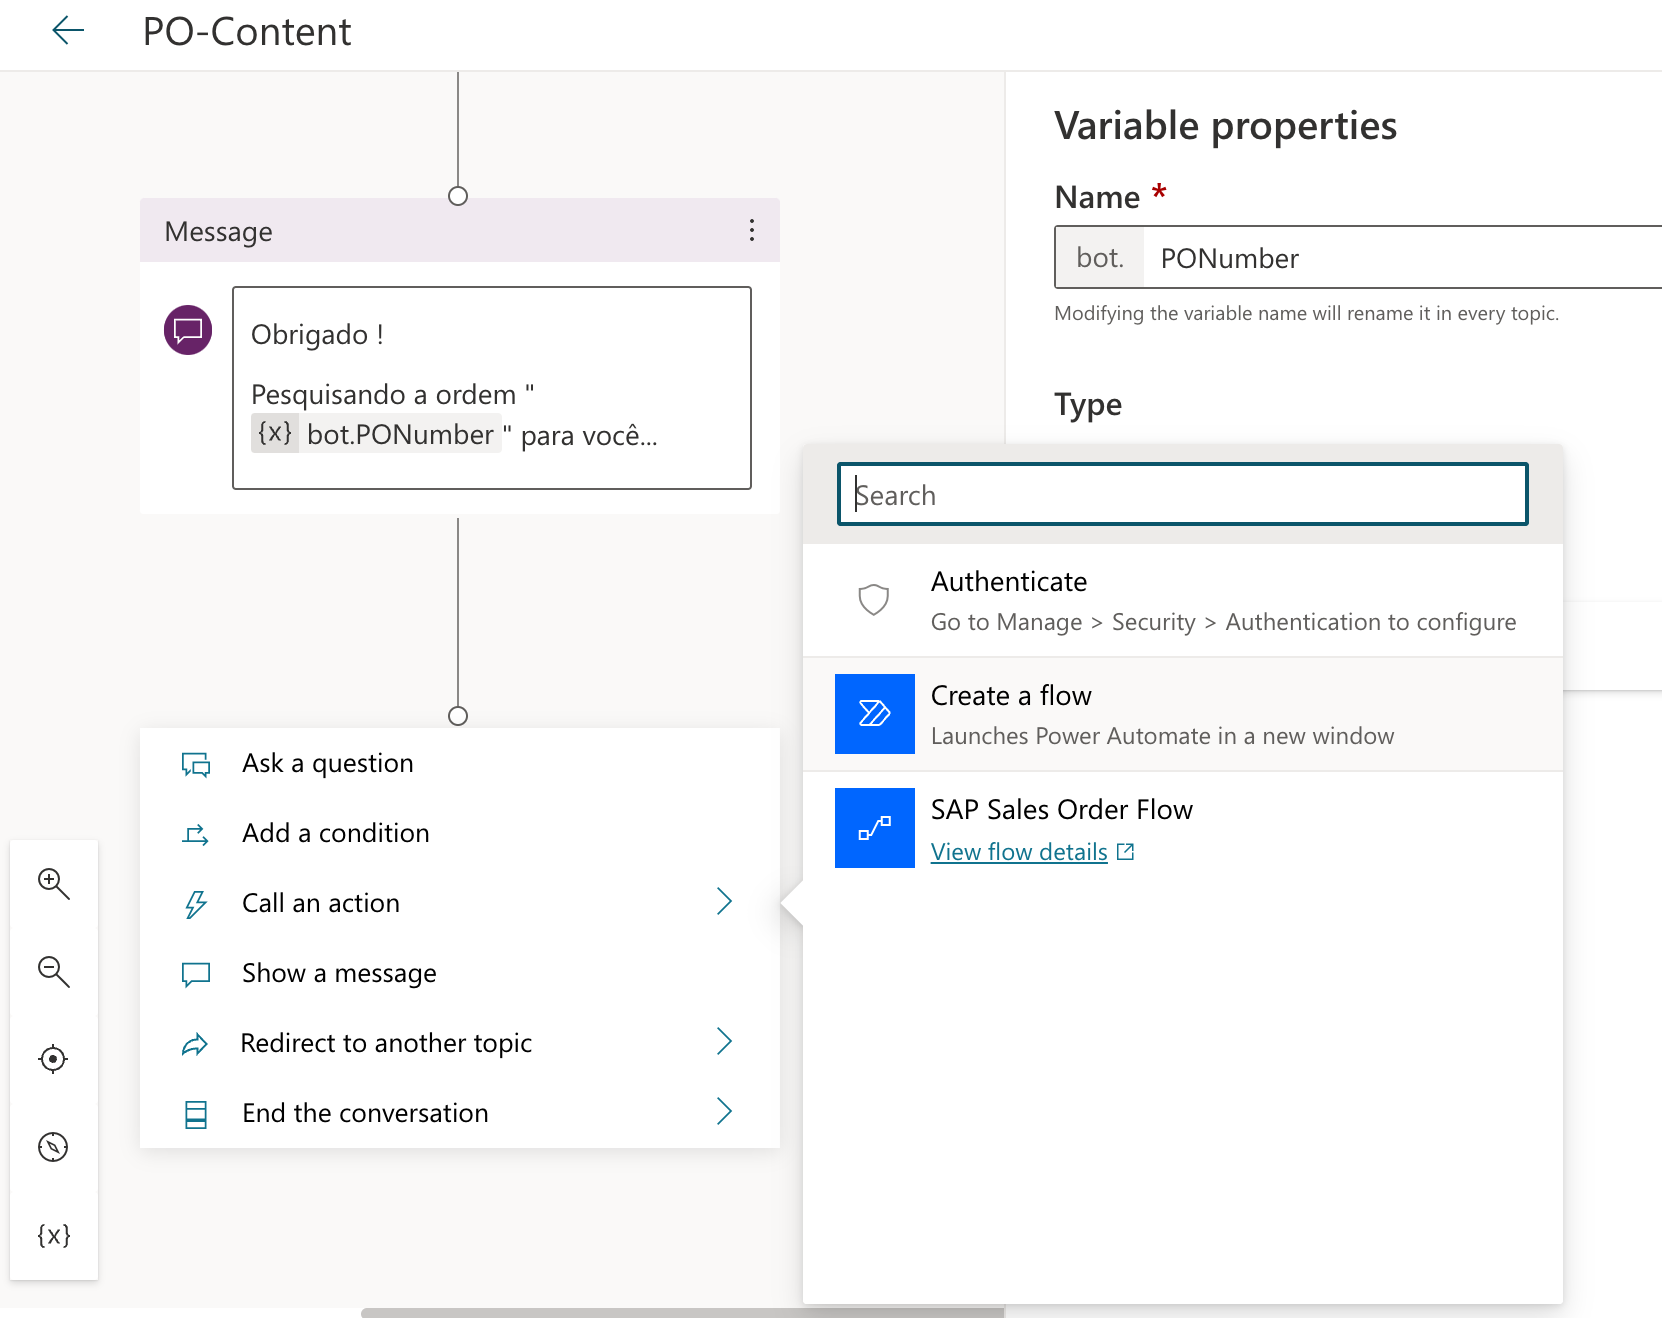 PO-Content
Message
Obrigado !
Pesquisando a ordem "
{x} bot.PONumber " para você...
Ask a question
Add a condition
Call an action
Show a message
Redirect to another topic
End the conversation
{x}
Variable properties
Name *
bot. PONumber
Modifying the variable name will rename it in every topic.
Type
Search
Authenticate
Go to Manage > Security > Authentication to configure
Create a flow
Launches Power Automate in a new window
SAP Sales Order Flow
View flow details